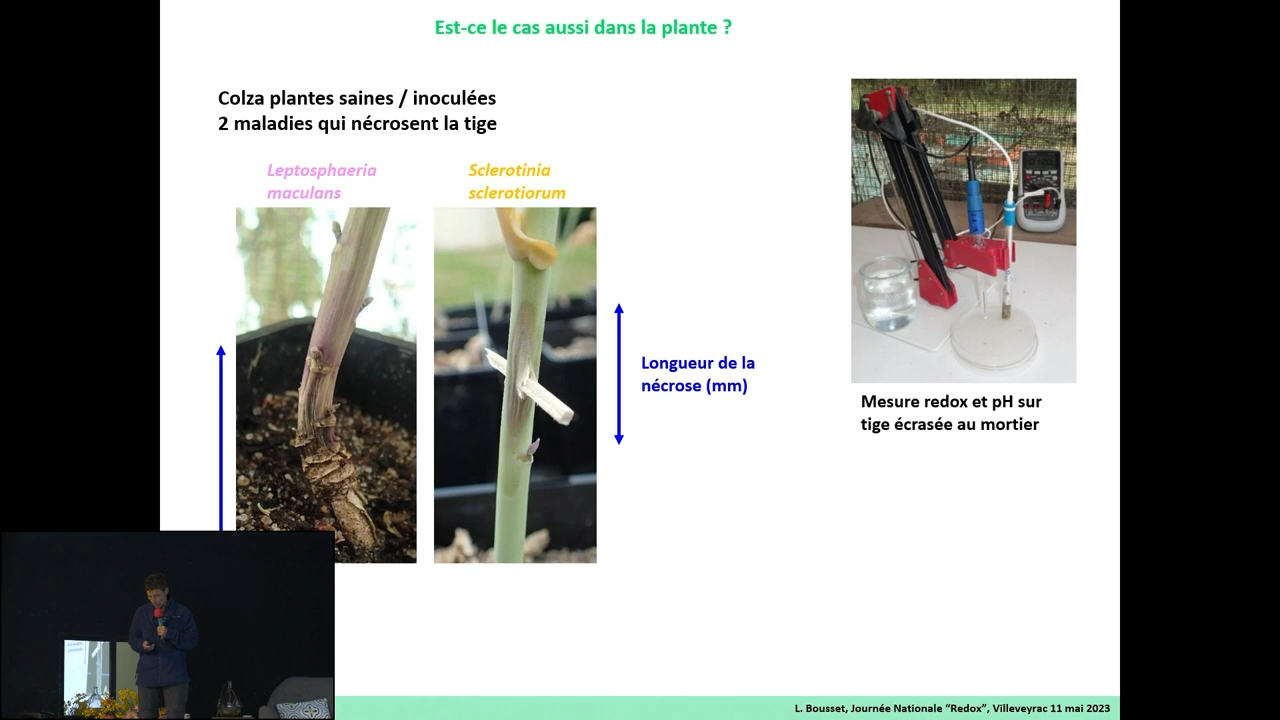 Est-ce le cas aussi dans la plante ?
Colza plantes saines / inoculées
2 maladies qui nécrosent la tige
Leptosphaeria
maculans
Sclerotinia
sclerotiorum
Longueur de la
nécrose (mm)
Mesure redox et pH sur
tige écrasée au mortier
L. Bousset, Journée Nationale “Redox”, Villeveyrac 11 mai 2023